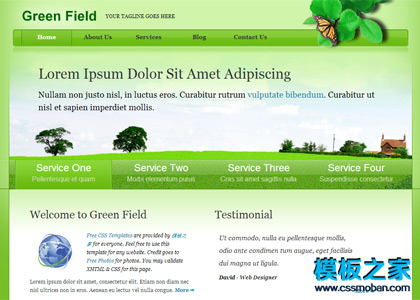 Green Field YOUR TAGLINE GOES HERE
Home About Us Services Blog Contact Us
Lorem Ipsum Dolor Sit Amet Adipiscing
Nullam non justo nisl, in luctus eros. Curabitur rutrum vulputate bibendum. Curabitur ut
nisl et sapien imperdiet mollis.
Service One Service Two Service Three Service Four
Pellentesque et quam Morbi elementum purus Cras sit amet sagittis nulla Suspendisse consectetur
Welcome to Green Field
Free CSS Templates are provided by 模板之
家 for everyone. Feel free to use this
template for any website. Credit goes to
Free Photos for photos. You may validate
XHTML & CSS for this page.
Lorem ipsum dolor sit amet, consectetur elit. Etiam diam nec
nisi ultrices non in eros. Aenean eu lectus vel nulla congue. More
Testimonial
Ut commodo, nulla eu pellentesque mollis,
odio ante condimen tum augue, eget facilisis
dui magna ut ligula.
David - Web Designer
模板之家
www.cssmoban.com